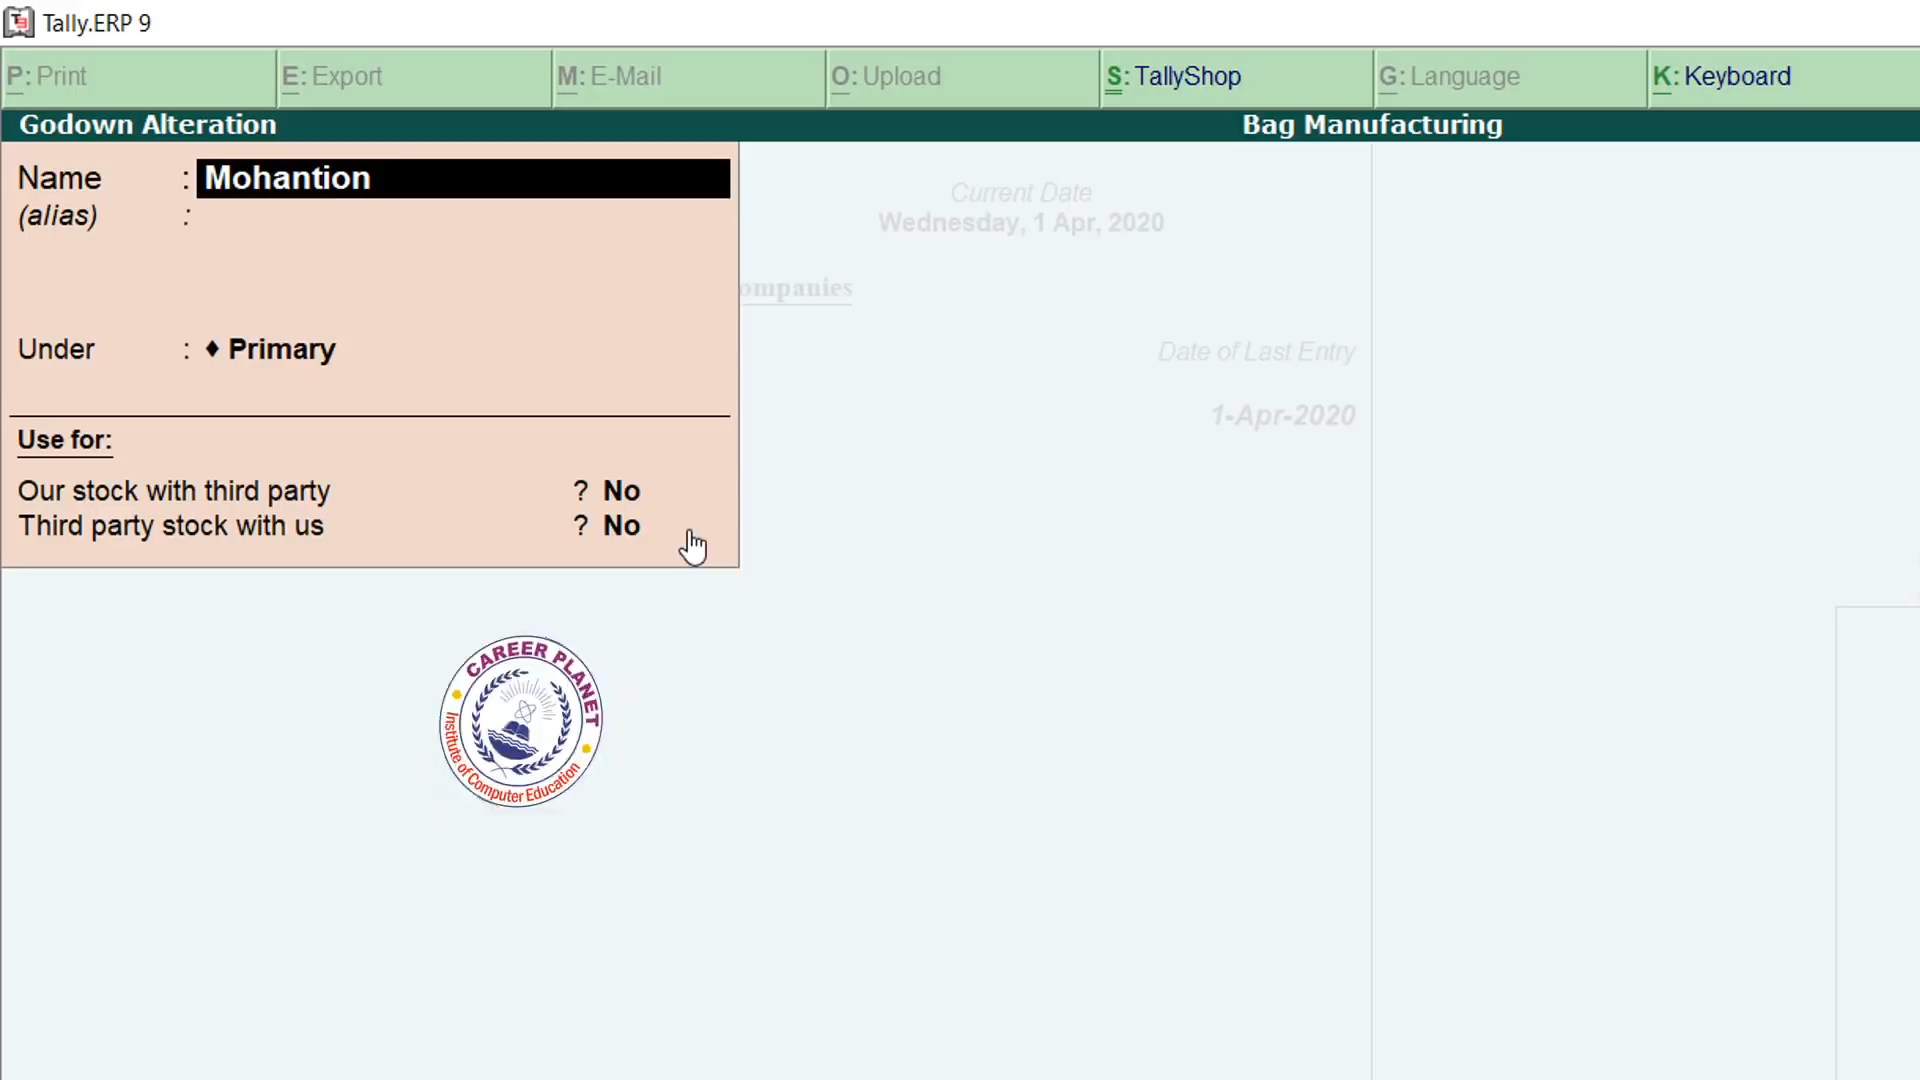 Tally.ERP 9
P: Print E: Export M: E-Mail O: Upload S: TallyShop G: Language K: Keyboard
Godown Alteration Bag Manufacturing
Name : Mohantion
(alias) :
Current Date
Wednesday, 1 Apr, 2020
ompanies
Under : ♦ Primary
Date of Last Entry
1-Apr-2020
Use for:
Our stock with third party ? No
Third party stock with us ? No
CAREER PLANET
Institute of Computer Education